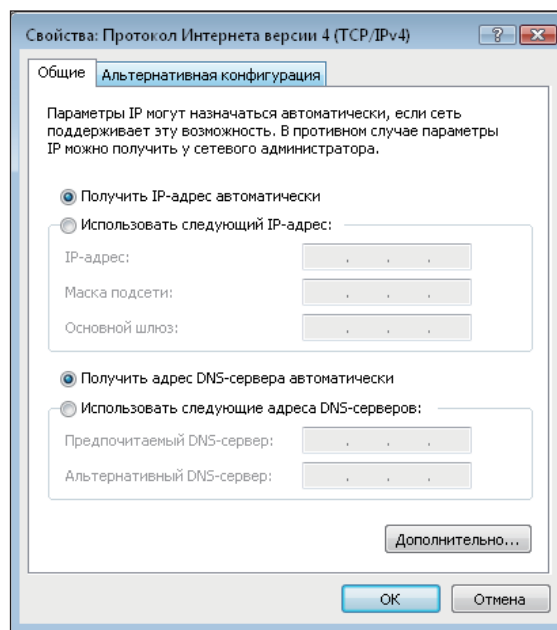 Свойства: Протокол Интернета версии 4 (TCP/IPv4)
Общие
Альтернативная конфигурация
Параметры IP могут назначаться автоматически, если сеть
поддерживает эту возможность. В противном случае параметры
IP можно получить у сетевого администратора.
Получить IP-адрес автоматически
Использовать следующий IP-адрес:
IP-адрес:
Маска подсети:
Основной шлюз:
Получить адрес DNS-сервера автоматически
Использовать следующие адреса DNS-серверов:
Предпочитаемый DNS-сервер:
Альтернативный DNS-сервер:
Дополнительно...
ОК
Отмена